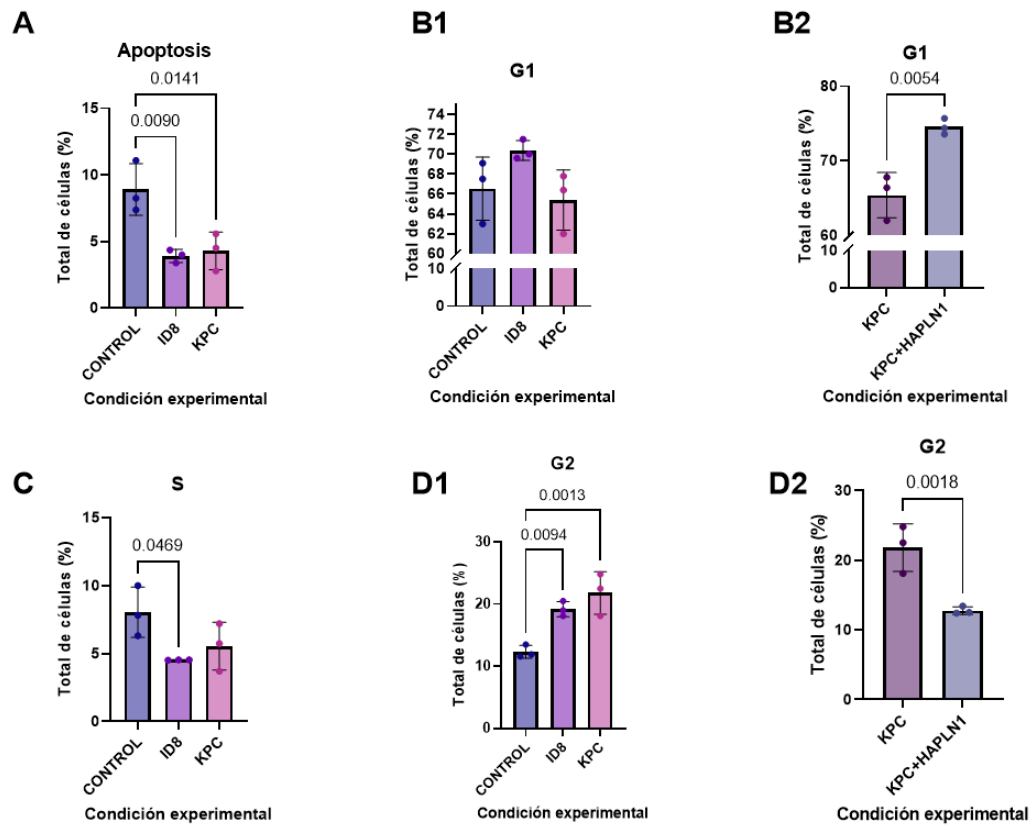 A
Apoptosis
0.0141
0.0090
15
10
5
0
Total de células (%)
CONTROL
ID8
KPC
Condición experimental
B1
G1
74
72
70
68
66
64
62
60
10
0
Total de células (%)
CONTROL
ID8
KPC
Condición experimental
B2
G1
0.0054
80
70
60
10
0
Total de células (%)
KPC
KPC+HAPLN1
Condición experimental
C
S
0.0469
15
10
5
0
Total de células (%)
CONTROL
ID8
KPC
Condición experimental
D1
G2
0.0013
0.0094
30
20
10
0
Total de células (%)
CONTROL
ID8
KPC
Condición experimental
D2
G2
0.0018
30
20
10
0
Total de células (%)
KPC
KPC+HAPLN1
Condición experimental